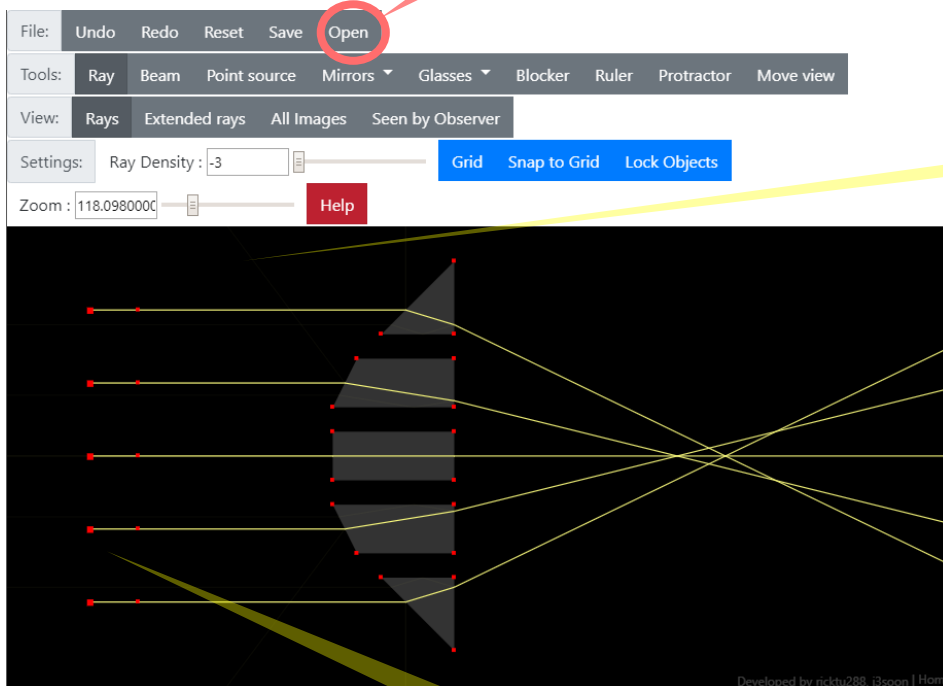 File: Undo Redo Reset Save Open
Tools: Ray Beam Point source Mirrors Glasses Blocker Ruler Protractor Move view
View: Rays Extended rays All Images Seen by Observer
Settings: Ray Density : -3 Grid Snap to Grid Lock Objects
Zoom : 118.0980000 Help
Developed by ricktu288, i3soon | Hom